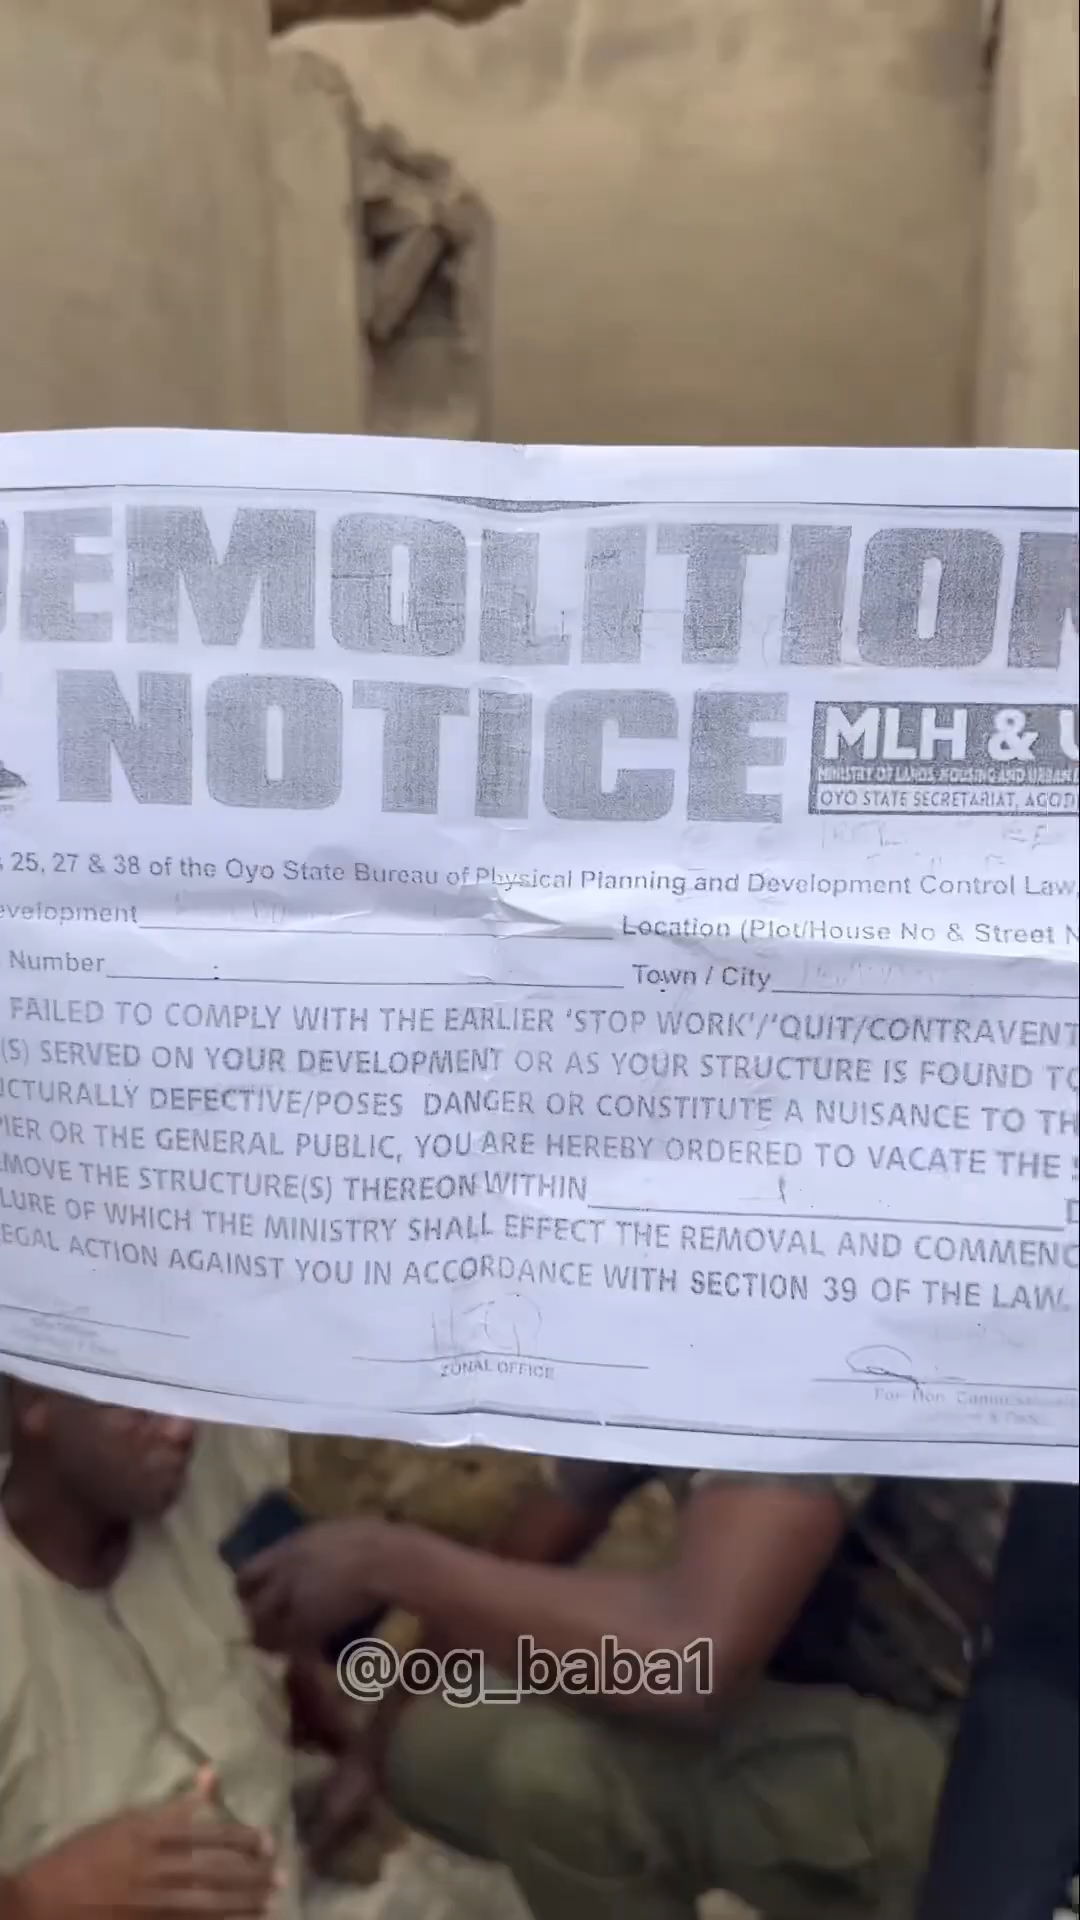 DEMOLITION
NOTICE
MLH & U
MINISTRY OF LANDS, HOUSING AND URBAN
OYO STATE SECRETARIAT, AGODI
25, 27 & 38 of the Oyo State Bureau of Physical Planning and Development Control Law,
evelopment Location (Plot/House No & Street N
Number Town / City
FAILED TO COMPLY WITH THE EARLIER 'STOP WORK'/'QUIT/CONTRAVENT
(S) SERVED ON YOUR DEVELOPMENT OR AS YOUR STRUCTURE IS FOUND TO
UCTURALLY DEFECTIVE/POSES DANGER OR CONSTITUTE A NUISANCE TO TH
PIER OR THE GENERAL PUBLIC, YOU ARE HEREBY ORDERED TO VACATE THE S
EMOVE THE STRUCTURE(S) THEREON WITHIN D
LURE OF WHICH THE MINISTRY SHALL EFFECT THE REMOVAL AND COMMENC
EGAL ACTION AGAINST YOU IN ACCORDANCE WITH SECTION 39 OF THE LAW.
ZONAL OFFICE
For Hon. Commissioner
@og_baba1